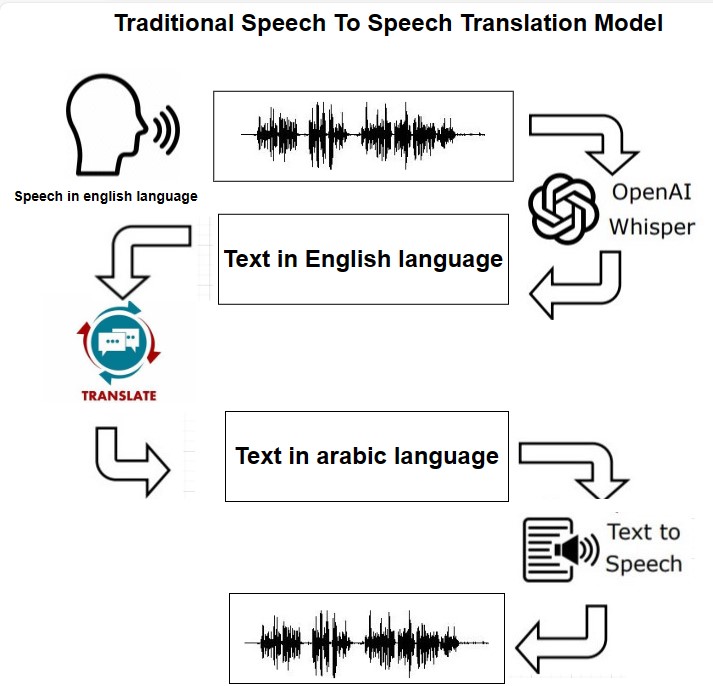 Traditional Speech To Speech Translation Model
Speech in english language
OpenAI
Whisper
Text in English language
TRANSLATE
Text in arabic language
Text to
Speech